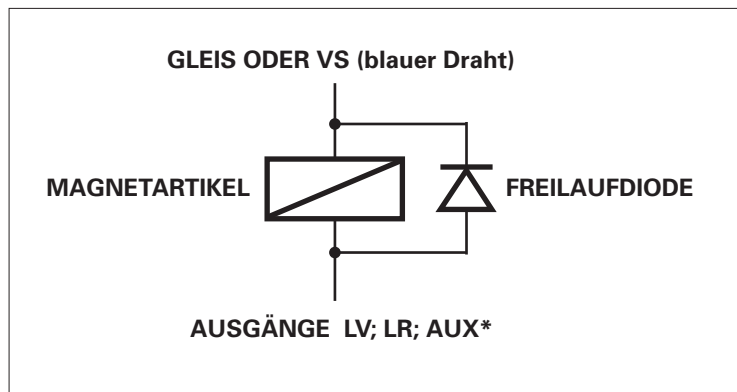 GLEIS ODER VS (blauer Draht)
MAGNETARTIKEL
FREILAUFDIODE
AUSGÄNGE LV; LR; AUX*